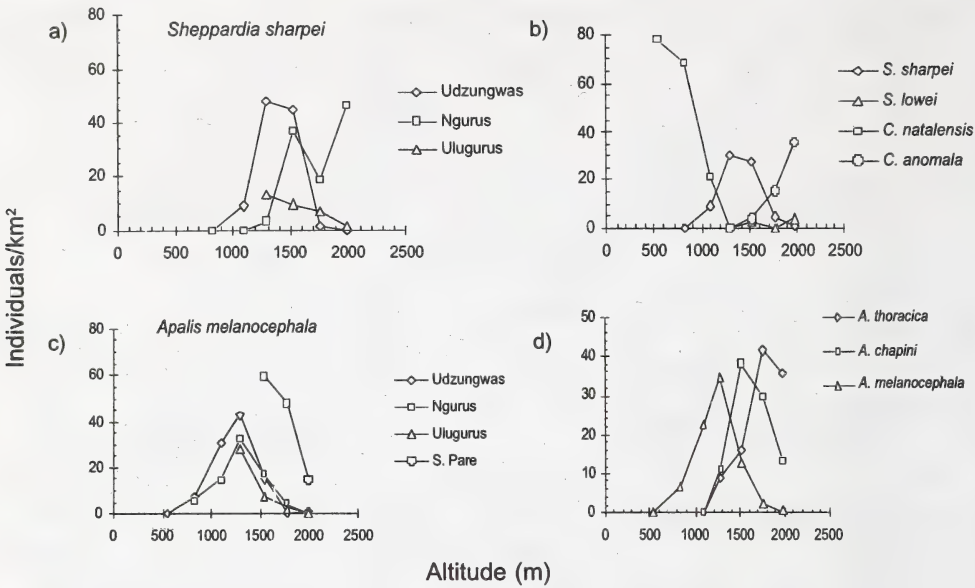 a)
Sheppardia sharpei
80
60
40
20
0
0 500 1000 1500 2000 2500
Udzungwas
Ngurus
Ulugurus
b)
80
60
40
20
0
0 500 1000 1500 2000 2500
S. sharpei
S. lowei
C. natalensis
C. anomala
Individuals/km²
c)
Apalis melanocephala
80
60
40
20
0
0 500 1000 1500 2000 2500
Udzungwas
Ngurus
Ulugurus
S. Pare
d)
50
40
30
20
10
0
0 500 1000 1500 2000 2500
A. thoracica
A. chapini
A. melanocephala
Altitude (m)